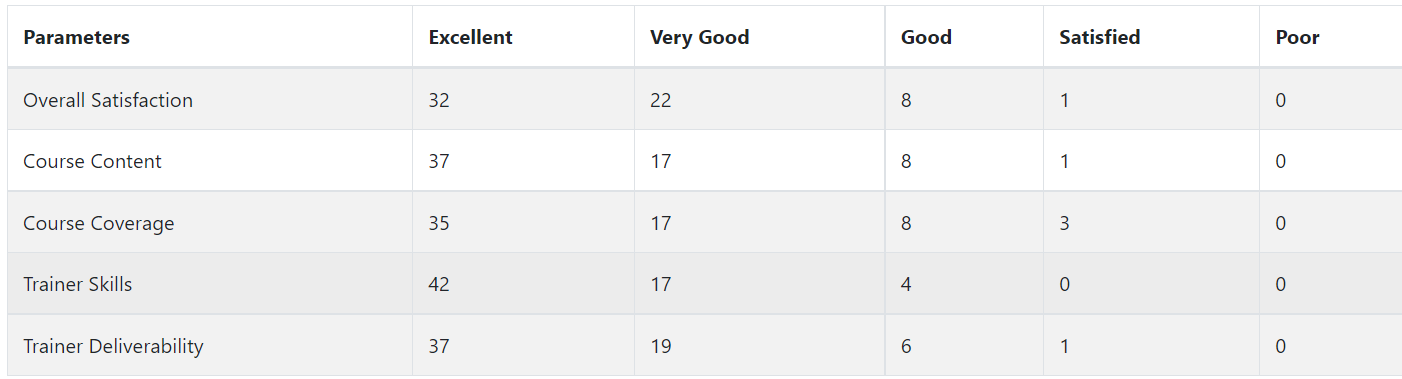 Parameters Excellent Very Good Good Satisfied Poor
Overall Satisfaction 32 22 8 1 0
Course Content 37 17 8 1 0
Course Coverage 35 17 8 3 0
Trainer Skills 42 17 4 0 0
Trainer Deliverability 37 19 6 1 0